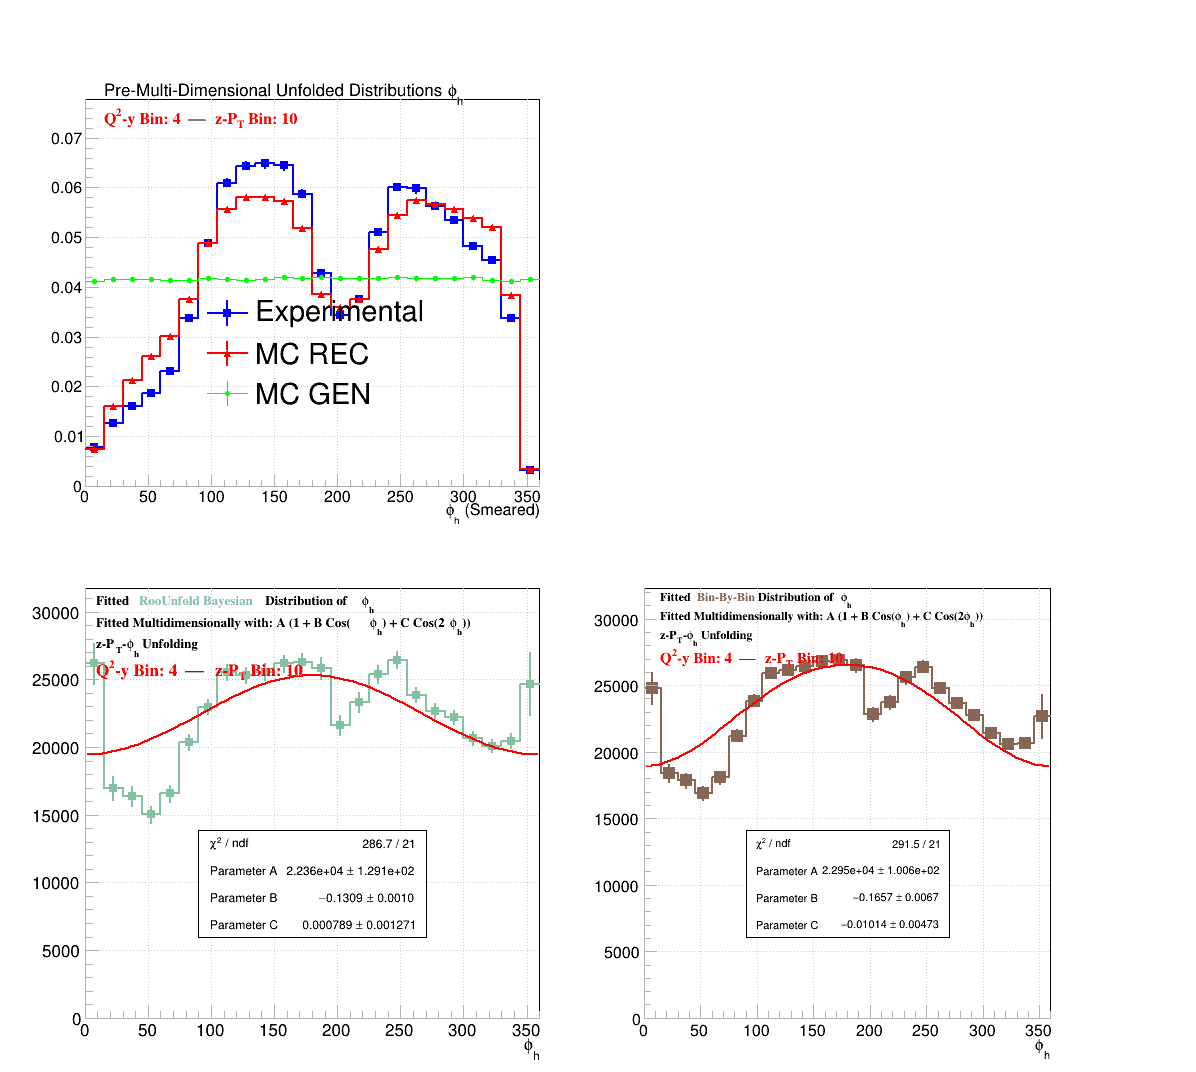 Pre-Multi-Dimensional Unfolded Distributions ϕh
Q²-y Bin: 4 — z-PT Bin: 10
0.07
0.06
0.05
0.04
0.03
0.02
0.01
0
Experimental
MC REC
MC GEN
0 50 100 150 200 250 300 350
ϕh (Smeared)
Fitted RooUnfold Bayesian Distribution of ϕh
Fitted Multidimensionally with: A (1 + B Cos( ϕh) + C Cos(2 ϕh))
z-PT-ϕh Unfolding
Q²-y Bin: 4 — z-PT Bin: 10
30000
25000
20000
15000
10000
5000
0
χ² / ndf 286.7 / 21
Parameter A 2.236e+04 ± 1.291e+02
Parameter B −0.1309 ± 0.0010
Parameter C 0.000789 ± 0.001271
0 50 100 150 200 250 300 350
ϕh
Fitted Bin-By-Bin Distribution of ϕh
Fitted Multidimensionally with: A (1 + B Cos(ϕh) + C Cos(2ϕh))
z-PT-ϕh Unfolding
Q²-y Bin: 4 — z-PT Bin: 10
30000
25000
20000
15000
10000
5000
0
χ² / ndf 291.5 / 21
Parameter A 2.295e+04 ± 1.006e+02
Parameter B −0.1657 ± 0.0067
Parameter C −0.01014 ± 0.00473
0 50 100 150 200 250 300 350
ϕh